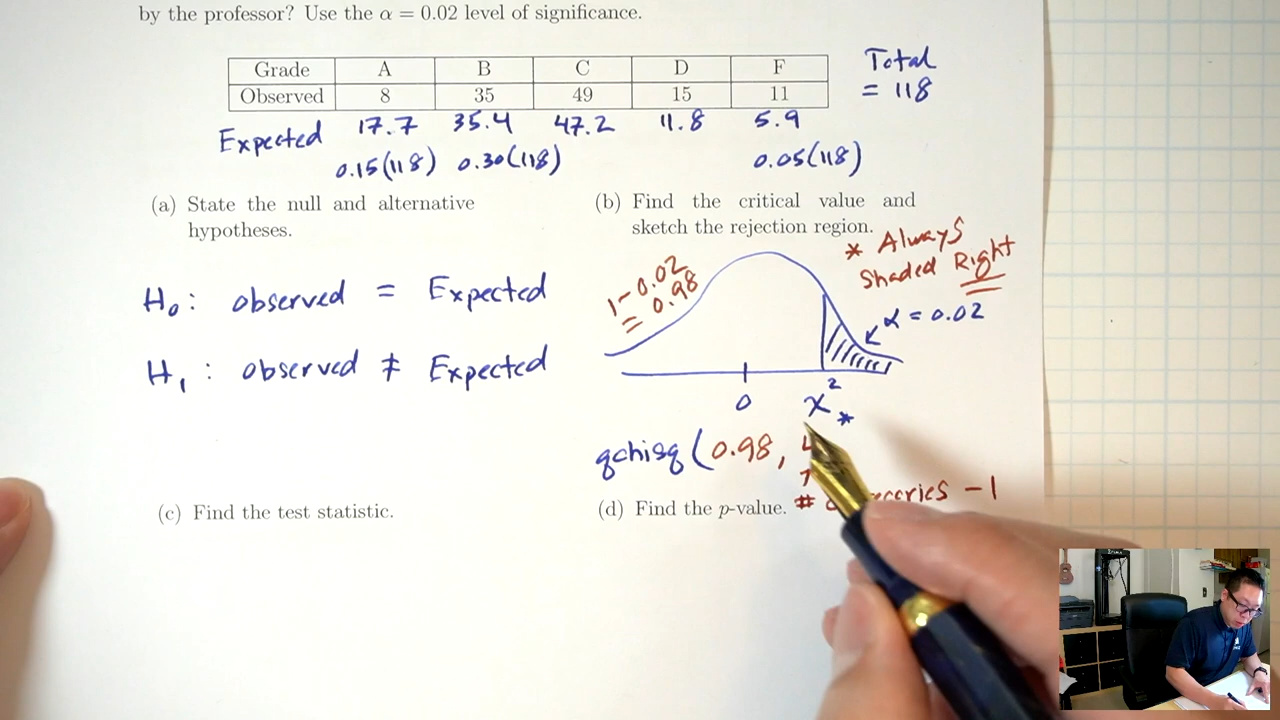 by the professor? Use the α = 0.02 level of significance.
Total
= 118
Grade A B C D F
Observed 8 35 49 15 11
Expected 17.7 35.4 47.2 11.8 5.9
0.15(118) 0.30(118) 0.05(118)
(a) State the null and alternative
hypotheses.
H₀: observed = Expected
H₁: observed ≠ Expected
(b) Find the critical value and
sketch the rejection region.
* Always
Shaded Right
1 - 0.02
= 0.98
α = 0.02
0 χ²*
qchisq(0.98, 4
# - 1
(c) Find the test statistic.
(d) Find the p-value.